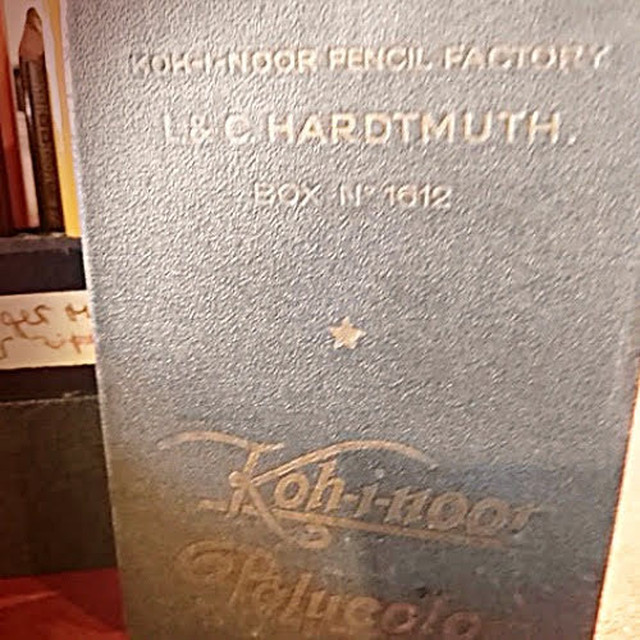 KOH-I-NOOR PENCIL FACTORY
L & C HARDTMUTH.
BOX Nº 1612
Koh-i-noor